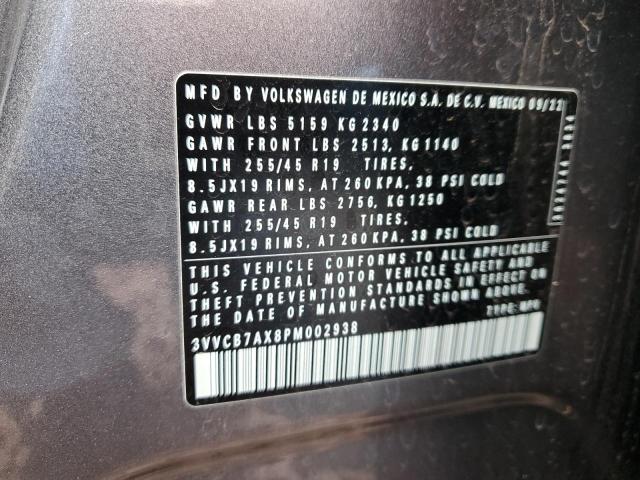 MFD BY VOLKSWAGEN DE MEXICO S.A. DE C.V. MEXICO 09/22
GVWR LBS 5159 KG 2340
GAWR FRONT LBS 2513, KG 1140
WITH 255/45 R19 TIRES,
8.5JX19 RIMS, AT 260 KPA, 38 PSI COLD
GAWR REAR LBS 2756, KG 1250
WITH 255/45 R19 TIRES,
8.5JX19 RIMS, AT 260 KPA, 38 PSI COLD
THIS VEHICLE CONFORMS TO ALL APPLICABLE
U.S. FEDERAL MOTOR VEHICLE SAFETY AND
THEFT PREVENTION STANDARDS IN EFFECT ON
THE DATE OF MANUFACTURE SHOWN ABOVE.
3VVCB7AX8PM002938
TYPE: MPV